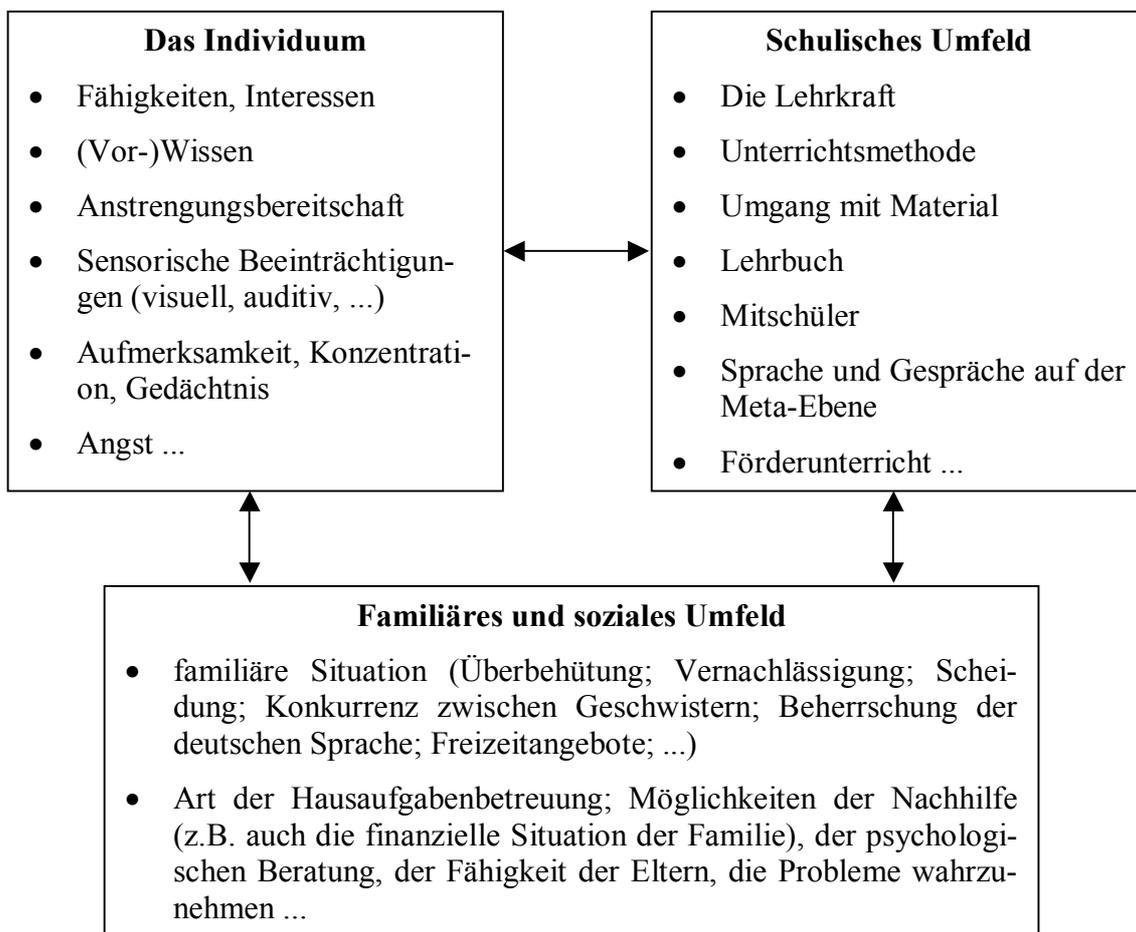 Das Individuum
• Fähigkeiten, Interessen
• (Vor-)Wissen
• Anstrengungsbereitschaft
• Sensorische Beeinträchtigun-
gen (visuell, auditiv, ...)
• Aufmerksamkeit, Konzentrati-
on, Gedächtnis
• Angst ...
Schulisches Umfeld
• Die Lehrkraft
• Unterrichtsmethode
• Umgang mit Material
• Lehrbuch
• Mitschüler
• Sprache und Gespräche auf der
Meta-Ebene
• Förderunterricht ...
Familiäres und soziales Umfeld
• familiäre Situation (Überbehütung; Vernachlässigung; Schei-
dung; Konkurrenz zwischen Geschwistern; Beherrschung der
deutschen Sprache; Freizeitangebote; ...)
• Art der Hausaufgabenbetreuung; Möglichkeiten der Nachhilfe
(z.B. auch die finanzielle Situation der Familie), der psychologi-
schen Beratung, der Fähigkeit der Eltern, die Probleme wahrzu-
nehmen ...